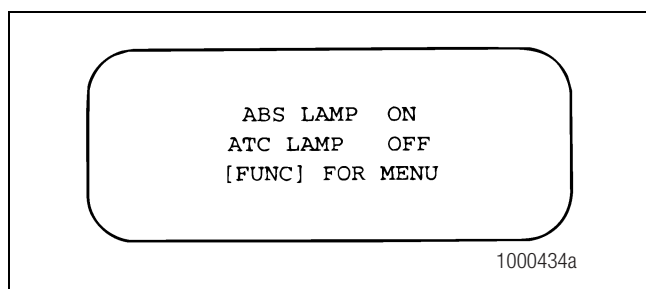 ABS LAMP ON
ATC LAMP OFF
[FUNC] FOR MENU
1000434a